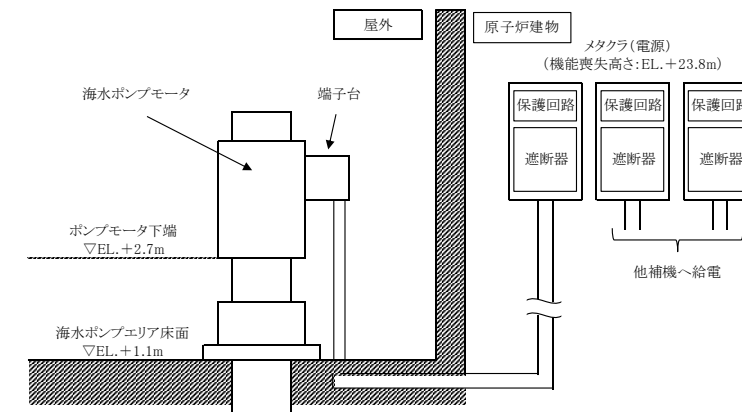 屋外
原子炉建物
メタクラ(電源)
(機能喪失高さ:EL.+23.8m)
海水ポンプモータ
端子台
保護回路
保護回路
保護回路
遮断器
遮断器
遮断器
ポンプモータ下端
▽EL.+2.7m
他補機へ給電
海水ポンプエリア床面
▽EL.+1.1m